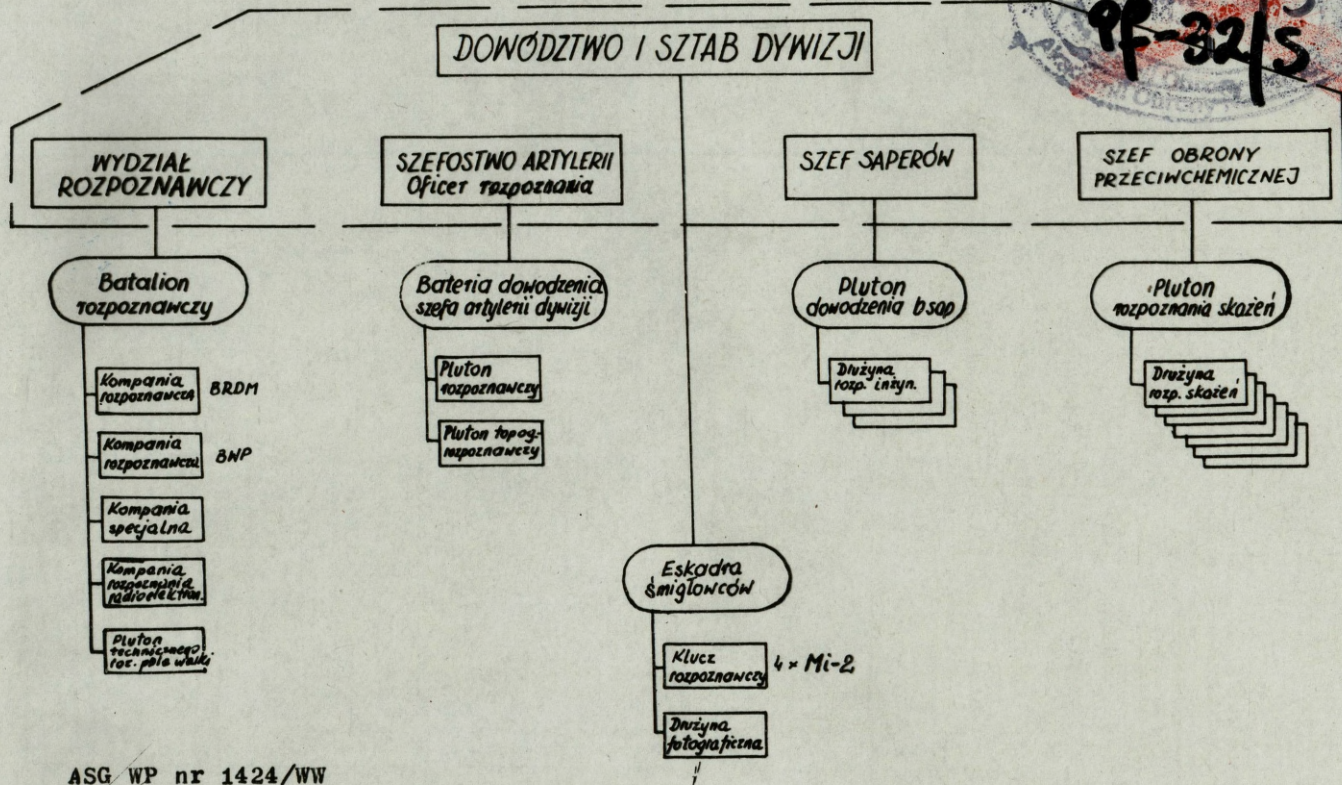 DOWÓDZTWO I SZTAB DYWIZJI
pf-32/S
WYDZIAŁ
ROZPOZNAWCZY
SZEFOSTWO ARTYLERII
Oficer rozpoznania
SZEF SAPERÓW
SZEF OBRONY
PRZECIWCHEMICZNEJ
Batalion
rozpoznawczy
Bateria dowodzenia
szefa artylerii dywizji
Pluton
dowodzenia bsap
Pluton
rozpoznania skażeń
Kompania
rozpoznawcza
BRDM
Kompania
rozpoznawcza
BWP
Kompania
specjalna
Kompania
rozpoznania
radioelektron.
Pluton
technicznego
roz. pola walki
Pluton
rozpoznawczy
Pluton topog-
rozpoznawczy
Drużyna
rozp. inżyn.
Drużyna
rozp. skażeń
Eskadra
śmigłowców
Klucz
rozpoznawczy
4 × Mi-2
Drużyna
fotograficzna
ASG WP nr 1424/WW